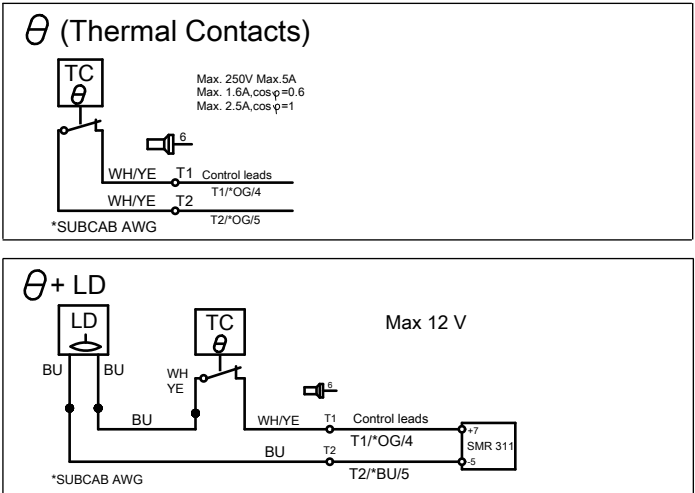 θ (Thermal Contacts)
TC
θ
Max. 250V Max.5A
Max. 1.6A,cosφ=0.6
Max. 2.5A,cosφ=1
6
WH/YE T1 Control leads
T1/*OG/4
WH/YE T2
T2/*OG/5
*SUBCAB AWG
θ+ LD
LD
TC
θ
Max 12 V
BU BU
WH
YE
6
BU WH/YE T1 Control leads +7
T1/*OG/4 SMR 311
BU T2 -5
T2/*BU/5
*SUBCAB AWG